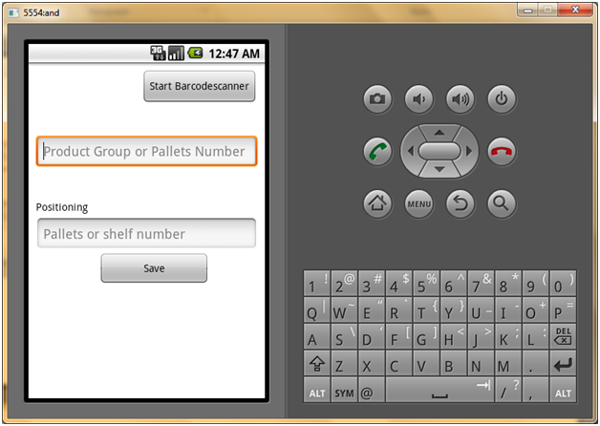 5554:and
3G
12:47 AM
Start Barcodescanner
Product Group or Pallets Number
Positioning
Pallets or shelf number
Save
MENU
1 ! 2 @ 3 # 4 $ 5 % 6 ^ 7 & 8 * 9 ( 0 )
Q | W ~ E " R ` T { Y } U _ I - O + P =
A S \ D ' F [ G ] H < J > K ; L : DEL
Z X C V B N M .
ALT SYM @ / ? , ALT